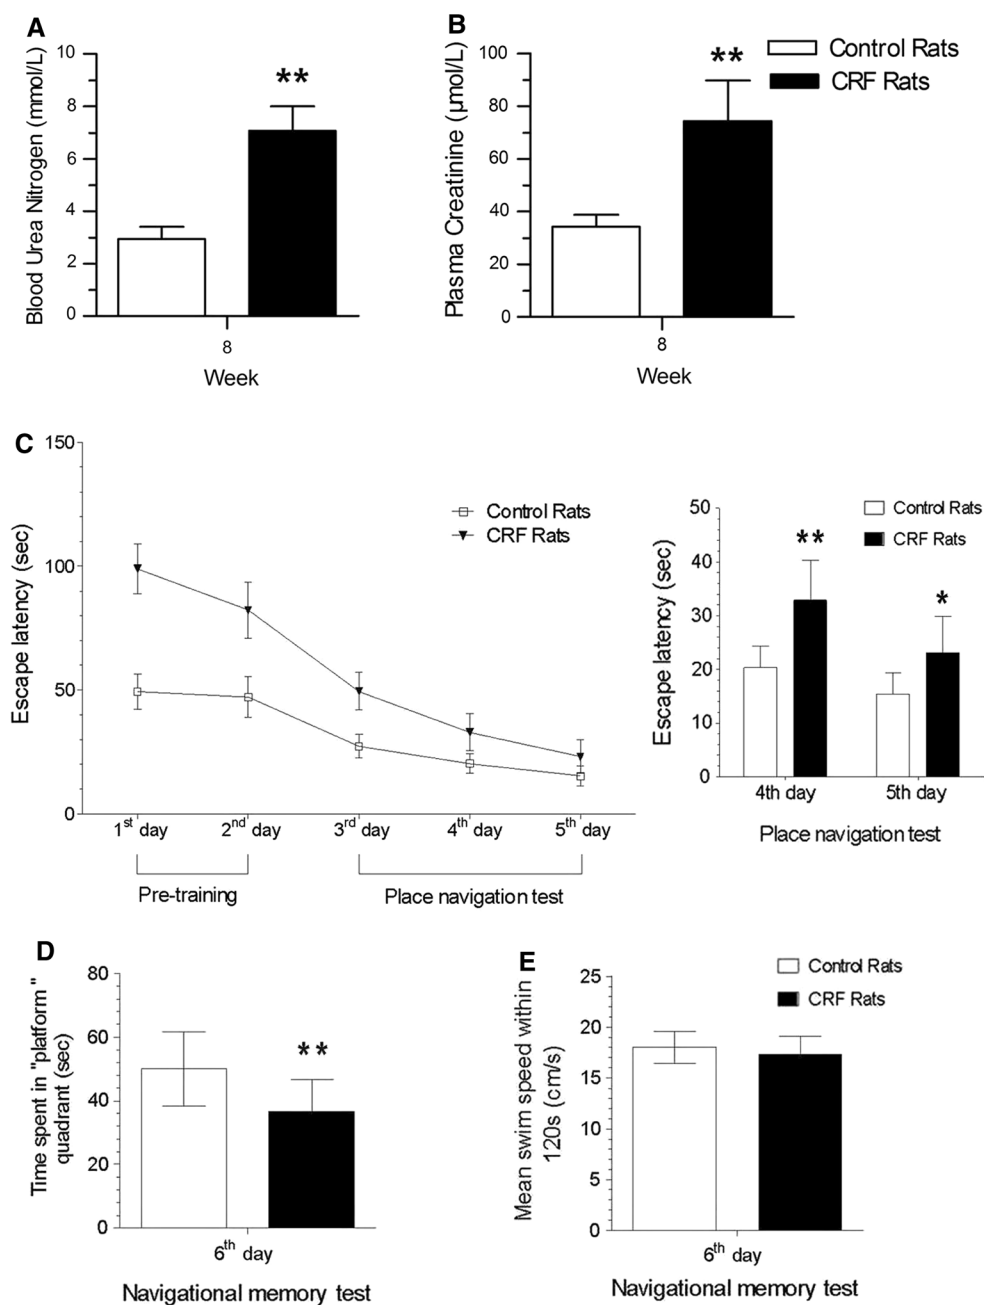 A
Blood Urea Nitrogen (mmol/L)
10
8
6
4
2
0
**
8
Week
B
Plasma Creatinine (μmol/L)
100
80
60
40
20
0
**
8
Week
Control Rats
CRF Rats
C
Escape latency (sec)
150
100
50
0
Control Rats
CRF Rats
1st day 2nd day 3rd day 4th day 5th day
Pre-training
Place navigation test
Escape latency (sec)
50
40
30
20
10
0
**
*
Control Rats
CRF Rats
4th day 5th day
Place navigation test
D
Time spent in "platform "
quadrant (sec)
80
60
40
20
0
**
6th day
Navigational memory test
E
Mean swim speed within
120s (cm/s)
25
20
15
10
5
0
Control Rats
CRF Rats
6th day
Navigational memory test